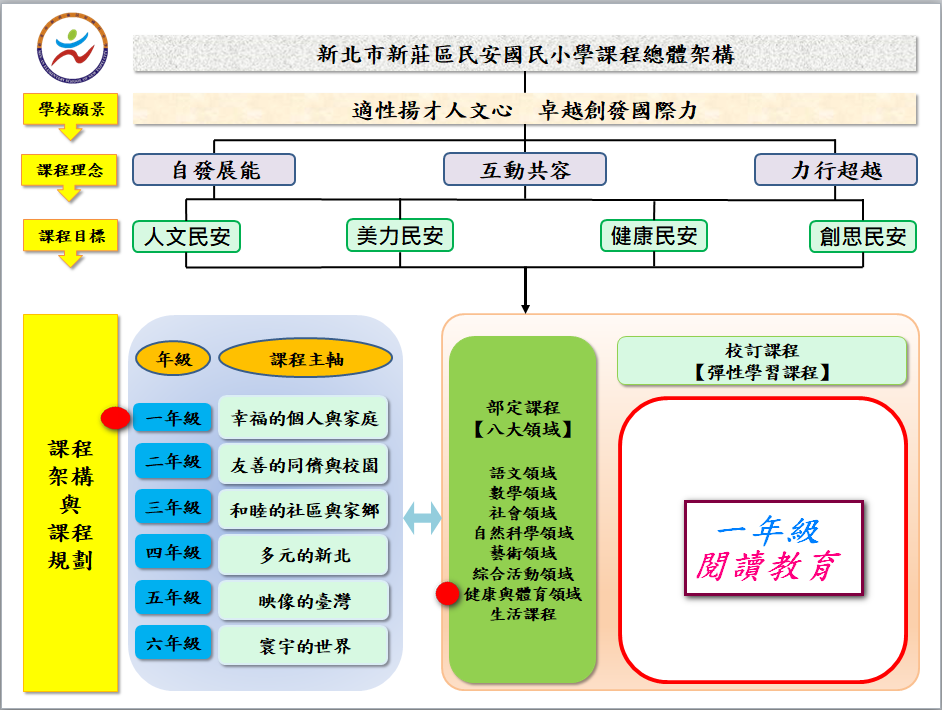 新北市新莊區民安國民小學課程總體架構
學校願景
適性揚才人文心 卓越創發國際力
課程理念
自發展能
互動共容
力行超越
課程目標
人文民安
美力民安
健康民安
創思民安
課程
架構
與
課程
規劃
年級
課程主軸
一年級
幸福的個人與家庭
二年級
友善的同儕與校園
三年級
和睦的社區與家鄉
四年級
多元的新北
五年級
映像的臺灣
六年級
寰宇的世界
部定課程
【八大領域】
語文領域
數學領域
社會領域
自然科學領域
藝術領域
綜合活動領域
健康與體育領域
生活課程
校訂課程
【彈性學習課程】
一年級
閱讀教育